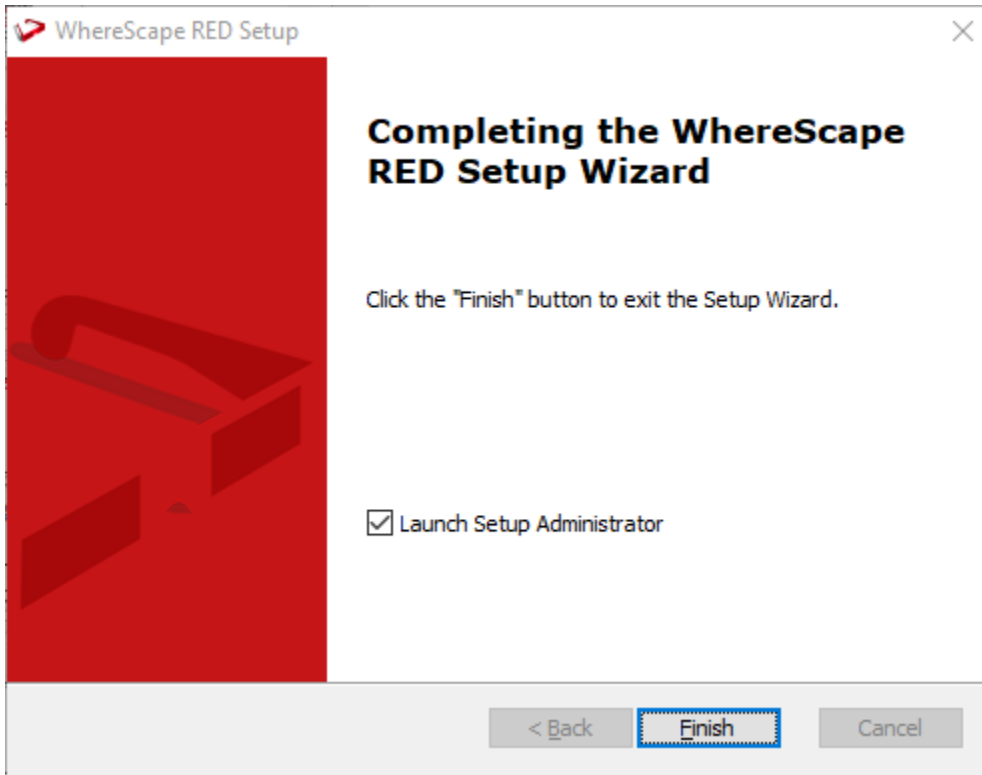 WhereScape RED Setup
Completing the WhereScape
RED Setup Wizard
Click the "Finish" button to exit the Setup Wizard.
Launch Setup Administrator
< Back
Finish
Cancel